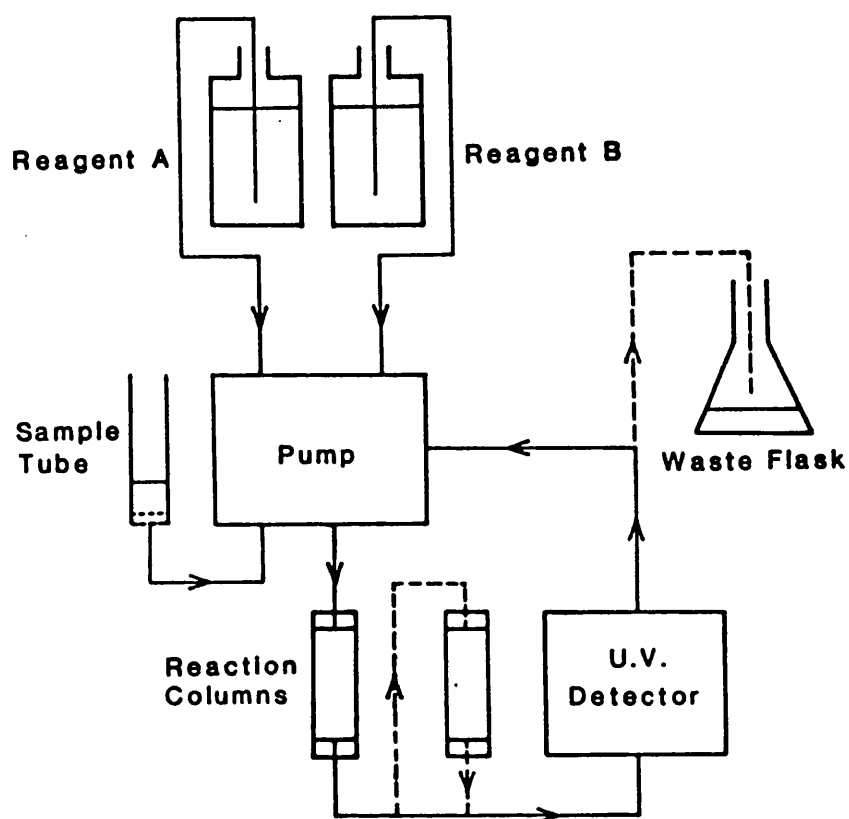 Reagent A
Reagent B
Sample
Tube
Pump
Waste Flask
Reaction
Columns
U.V.
Detector